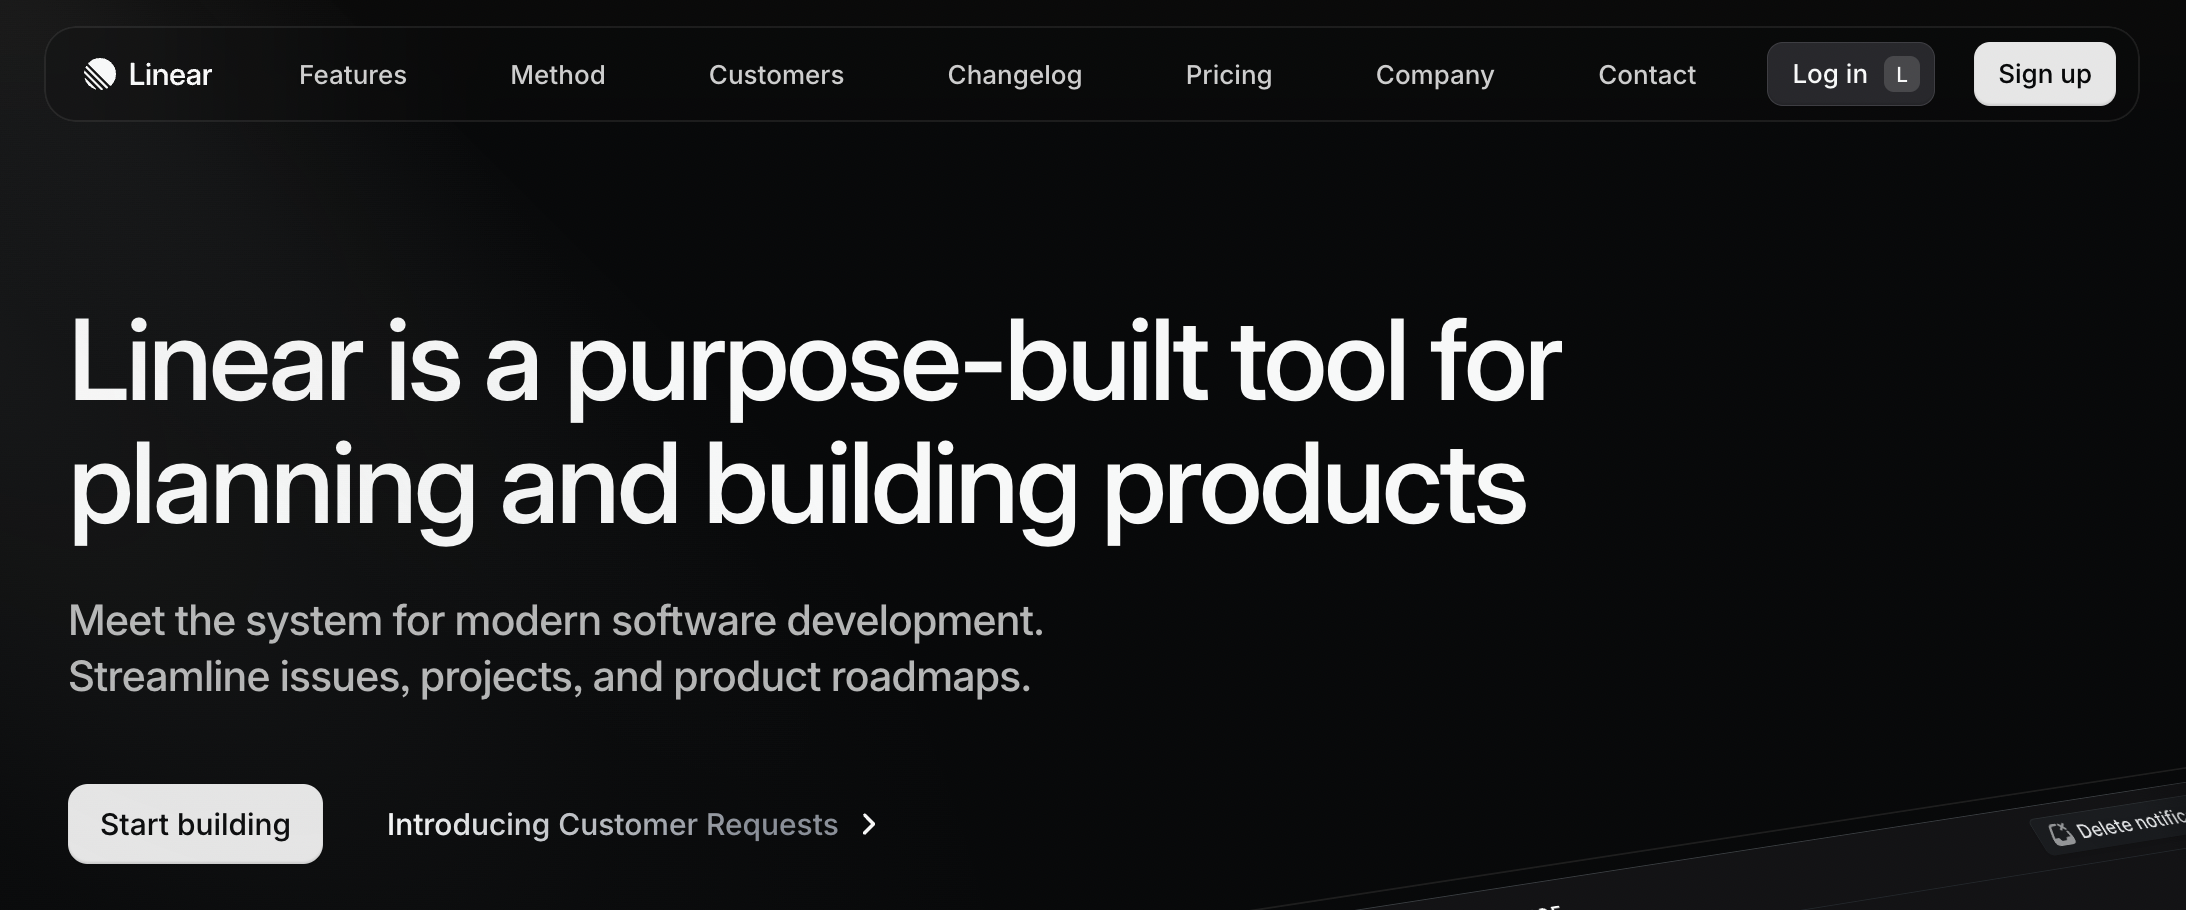 Linear Features Method Customers Changelog Pricing Company Contact Log in L Sign up
Linear is a purpose-built tool for
planning and building products
Meet the system for modern software development.
Streamline issues, projects, and product roadmaps.
Start building Introducing Customer Requests
Delete